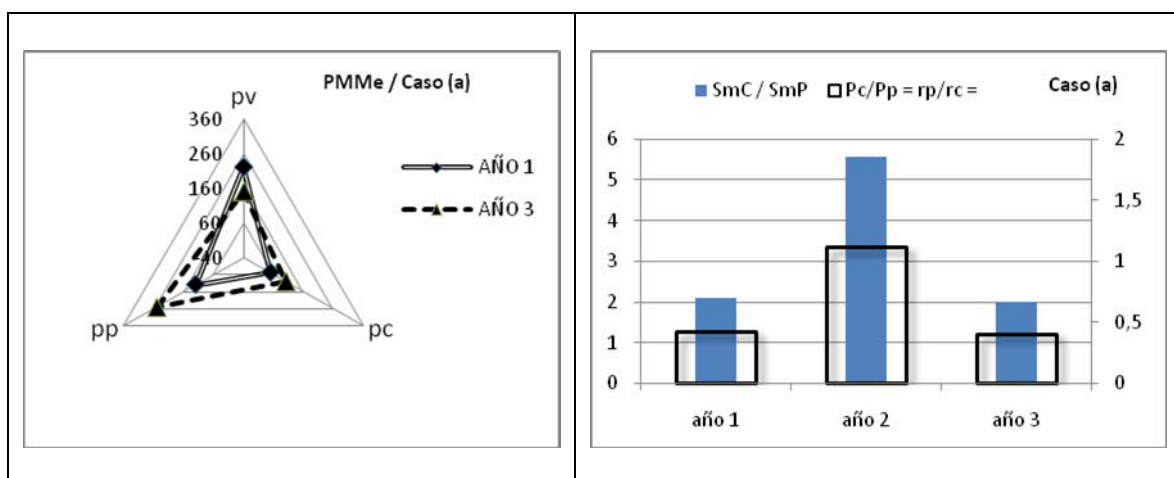 PMMe / Caso (a)
pv
360
260
160
60
-40
pp
pc
AÑO 1
AÑO 3
SmC / SmP
Pc/Pp = rp/rc =
Caso (a)
6
5
4
3
2
1
0
2
1,5
1
0,5
0
año 1
año 2
año 3